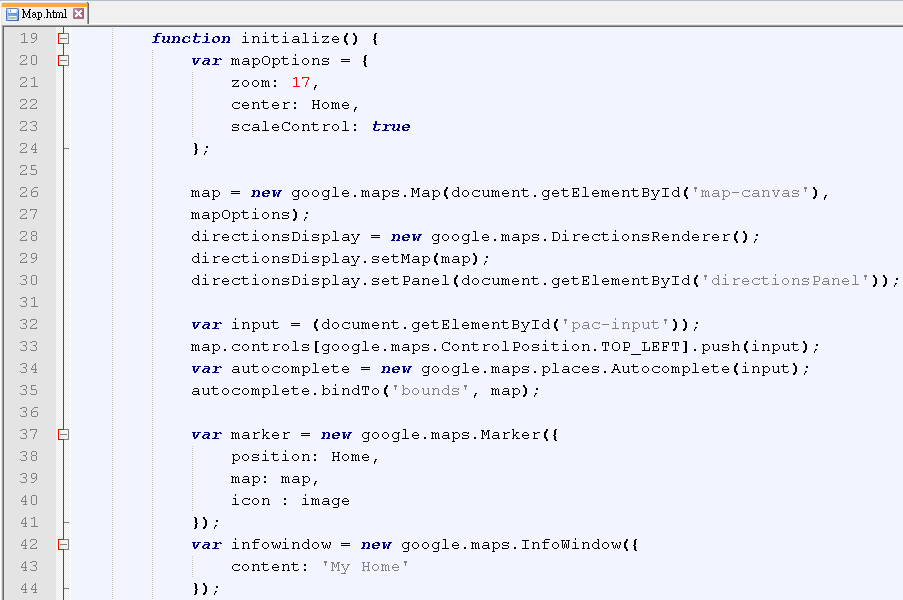 Map.html
19 function initialize() {
20 var mapOptions = {
21 zoom: 17,
22 center: Home,
23 scaleControl: true
24 };
25
26 map = new google.maps.Map(document.getElementById('map-canvas'),
27 mapOptions);
28 directionsDisplay = new google.maps.DirectionsRenderer();
29 directionsDisplay.setMap(map);
30 directionsDisplay.setPanel(document.getElementById('directionsPanel'));
31
32 var input = (document.getElementById('pac-input'));
33 map.controls[google.maps.ControlPosition.TOP_LEFT].push(input);
34 var autocomplete = new google.maps.places.Autocomplete(input);
35 autocomplete.bindTo('bounds', map);
36
37 var marker = new google.maps.Marker({
38 position: Home,
39 map: map,
40 icon : image
41 });
42 var infowindow = new google.maps.InfoWindow({
43 content: 'My Home'
44 });